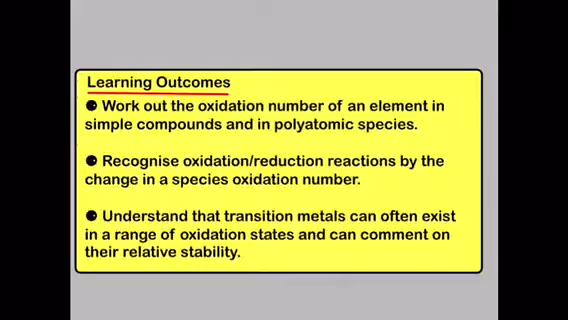 Learning Outcomes
● Work out the oxidation number of an element in
simple compounds and in polyatomic species.
● Recognise oxidation/reduction reactions by the
change in a species oxidation number.
● Understand that transition metals can often exist
in a range of oxidation states and can comment on
their relative stability.